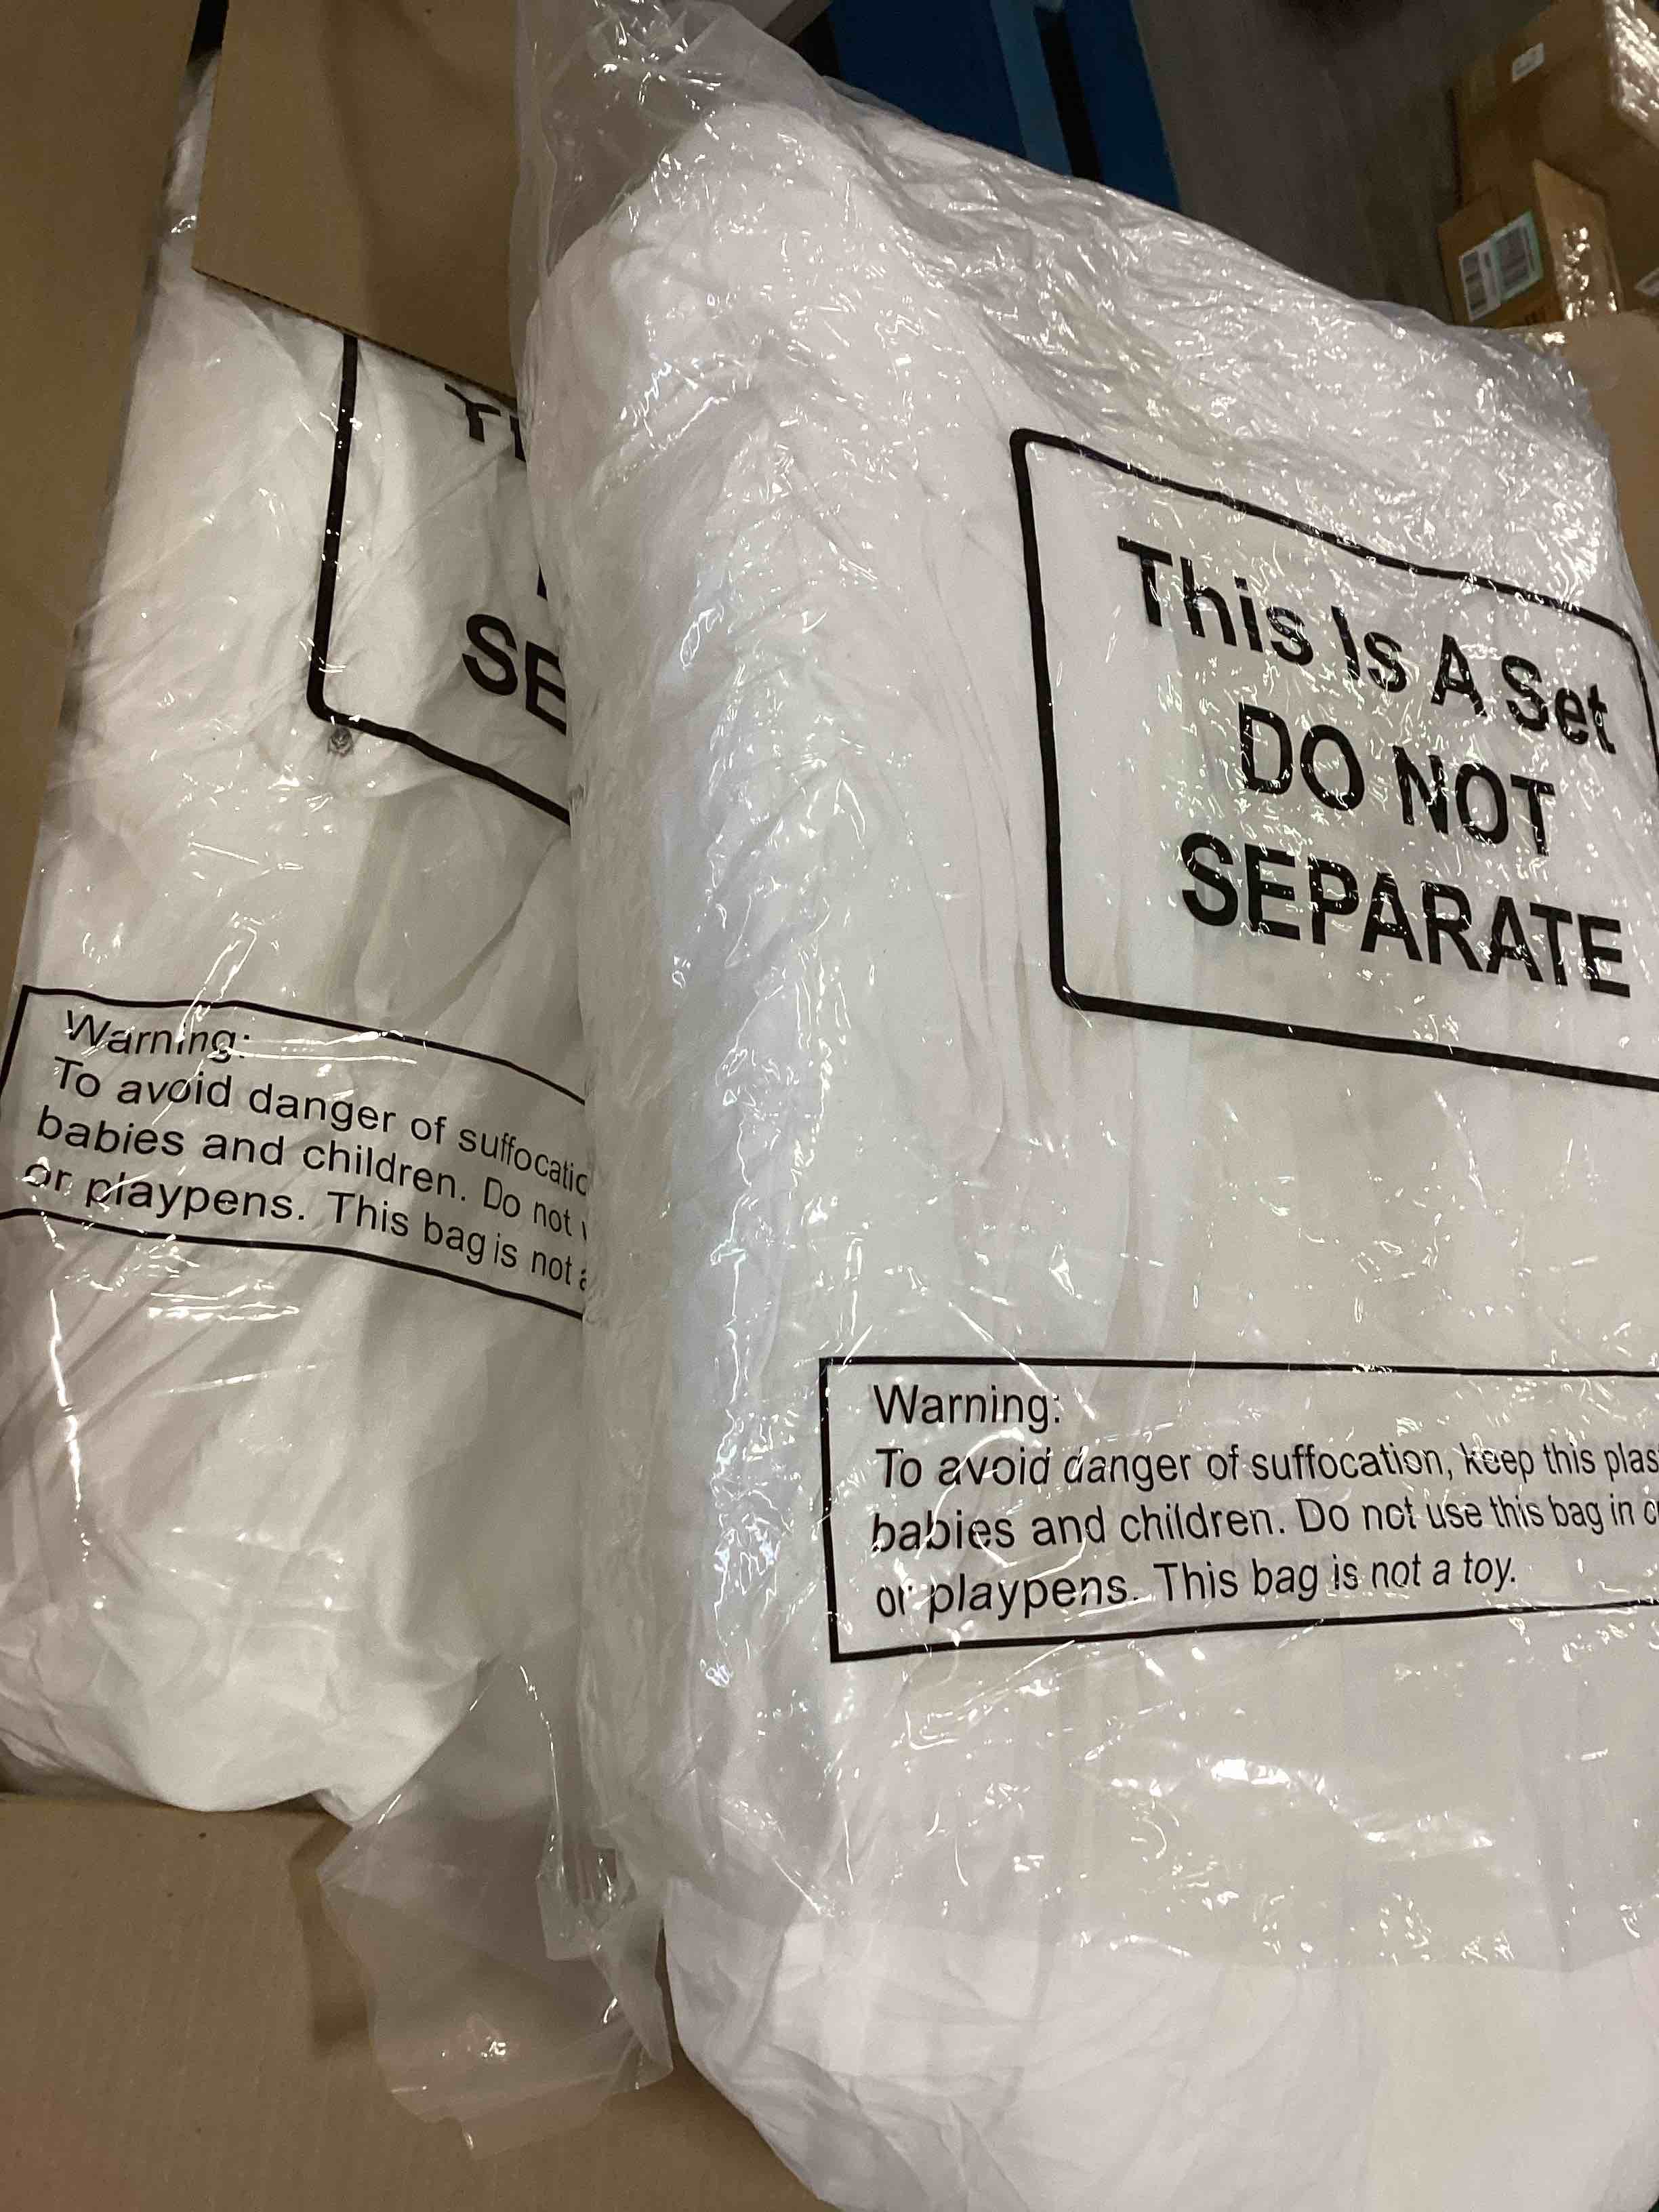 SE
Warning:
To avoid danger of
babies and children. Do not
or playpens. This bag is not
This Is A Set
DO NOT
SEPARATE
Warning:
To avoid danger of suffocation, keep this
babies and children. Do not use this bag in
or playpens. This bag is not a toy.